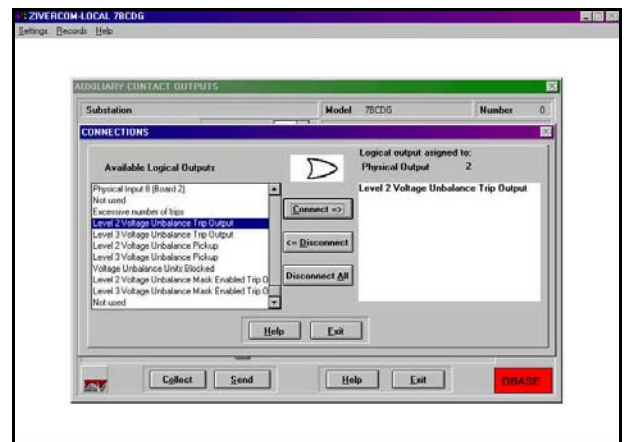 ZIVERCOM-LOCAL 7BCDG
Settings Records Help
AUXILIARY CONTACT OUTPUTS
Substation Model 7BCDG Number 0
CONNECTIONS
Available Logical Outputs
Logical output asigned to:
Physical Output 2
Physical Input 8 (Board 2)
Not used
Excessive number of trips
Level 2 Voltage Unbalance Trip Output
Level 3 Voltage Unbalance Trip Output
Level 2 Voltage Unbalance Pickup
Level 3 Voltage Unbalance Pickup
Voltage Unbalance Units Blocked
Level 2 Voltage Unbalance Mask Enabled Trip O
Level 3 Voltage Unbalance Mask Enabled Trip O
Not used
Connect =>
<= Disconnect
Disconnect All
Level 2 Voltage Unbalance Trip Output
Help Exit
Collect Send Help Exit DBASE